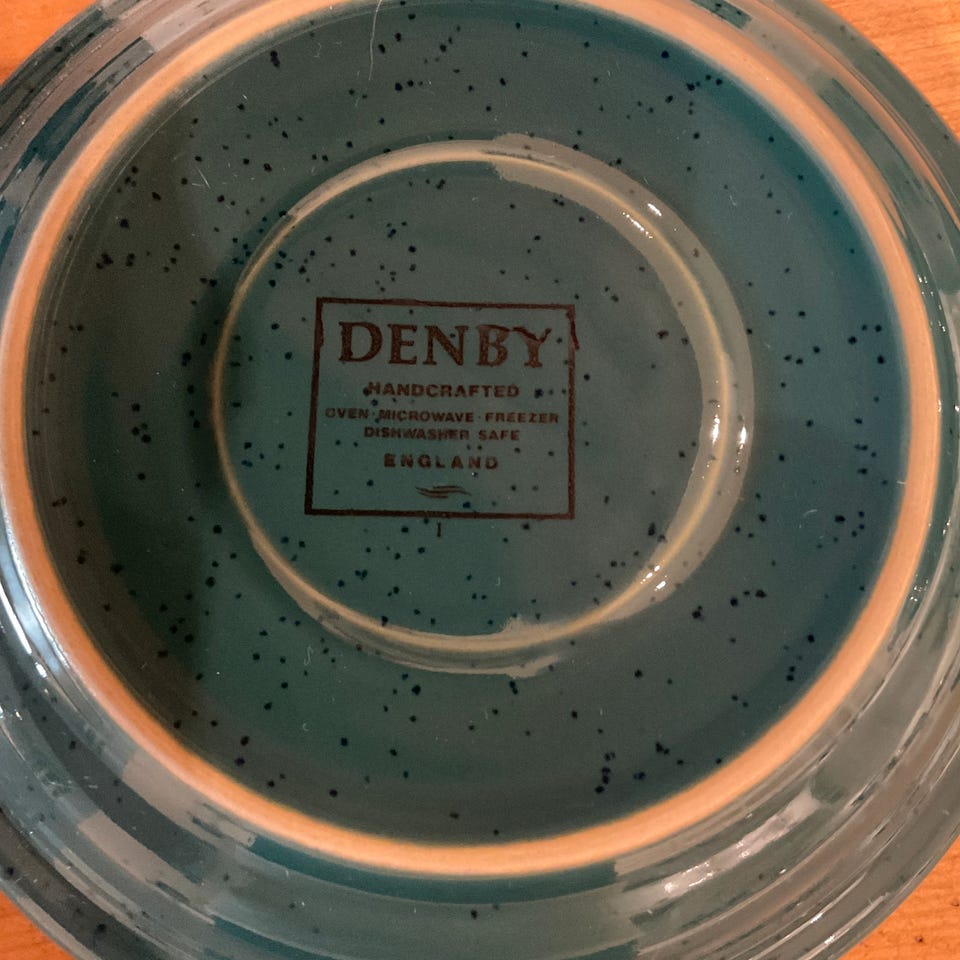 DENBY
HANDCRAFTED
OVEN·MICROWAVE·FREEZER
DISHWASHER SAFE
ENGLAND
I